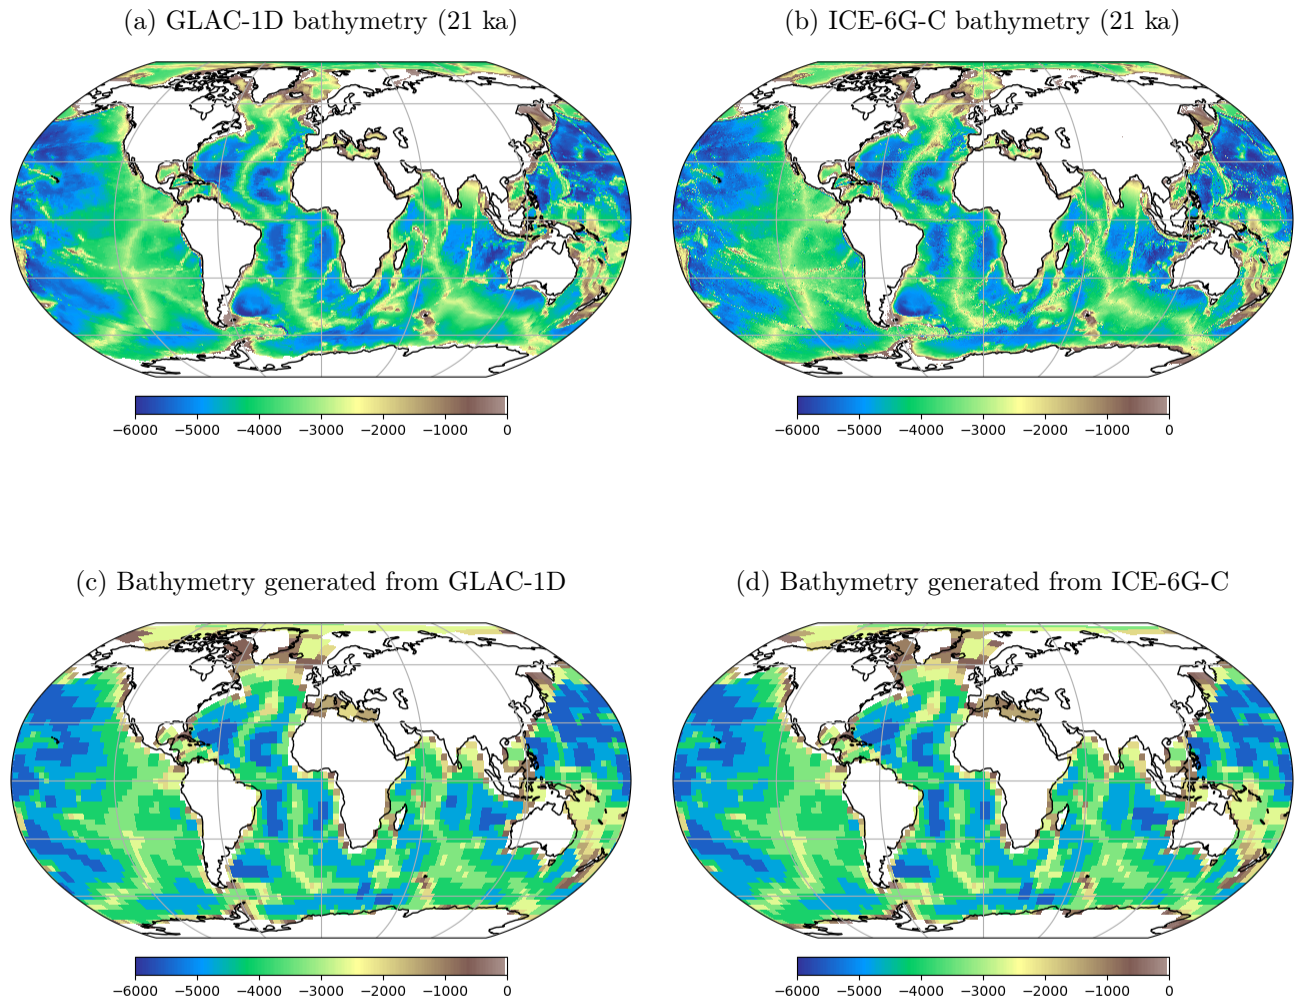 (a) GLAC-1D bathymetry (21 ka)
(b) ICE-6G-C bathymetry (21 ka)
−6000 −5000 −4000 −3000 −2000 −1000 0
−6000 −5000 −4000 −3000 −2000 −1000 0
(c) Bathymetry generated from GLAC-1D
(d) Bathymetry generated from ICE-6G-C
−6000 −5000 −4000 −3000 −2000 −1000 0
−6000 −5000 −4000 −3000 −2000 −1000 0